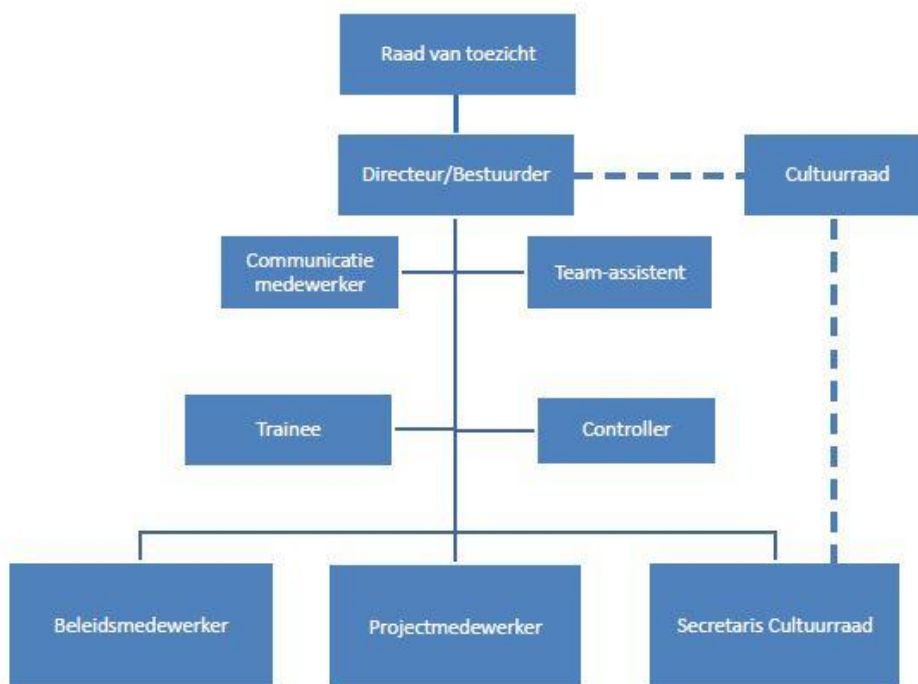 Raad van toezicht
Directeur/Bestuurder
Cultuurraad
Communicatie
medewerker
Team-assistent
Trainee
Controller
Beleidsmedewerker
Projectmedewerker
Secretaris Cultuurraad